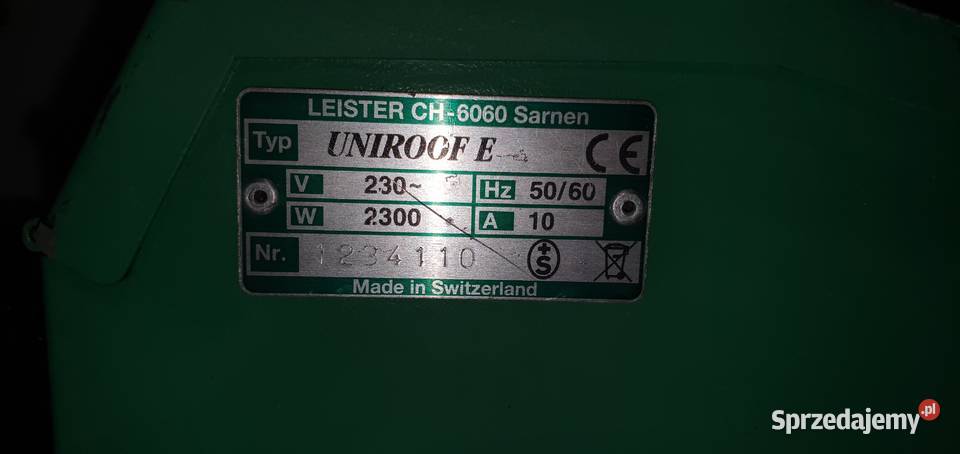 LEISTER CH-6060 Sarnen
Typ UNIROOF E CE
V 230~ Hz 50/60
W 2300 A 10
Nr. 1234110 +S
Made in Switzerland
Sprzedajemy.pl